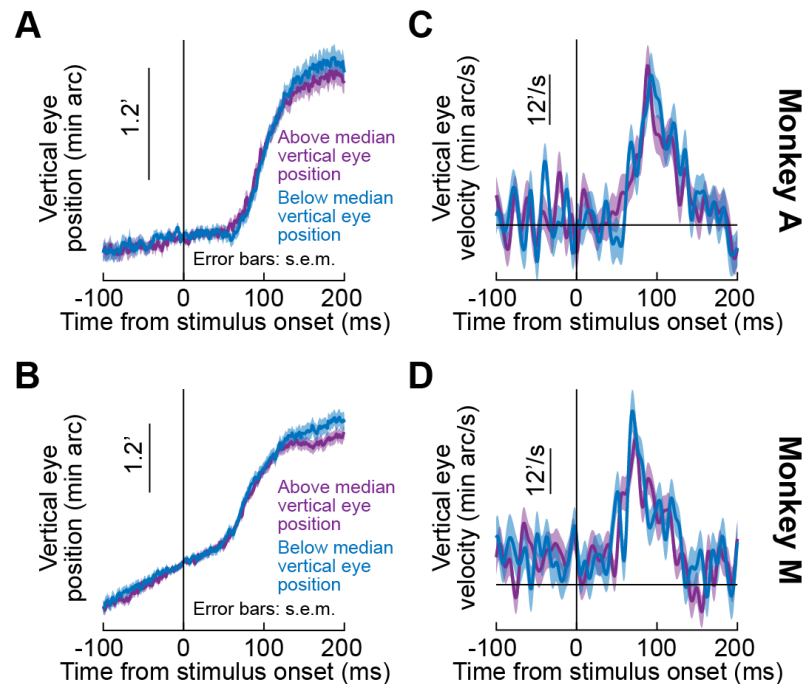 A
Vertical eye
position (min arc)
1.2'
Above median
vertical eye
position
Below median
vertical eye
position
Error bars: s.e.m.
-100 0 100 200
Time from stimulus onset (ms)
C
Vertical eye
velocity (min arc/s)
12'/s
-100 0 100 200
Time from stimulus onset (ms)
Monkey A
B
Vertical eye
position (min arc)
1.2'
Above median
vertical eye
position
Below median
vertical eye
position
Error bars: s.e.m.
-100 0 100 200
Time from stimulus onset (ms)
D
Vertical eye
velocity (min arc/s)
12'/s
-100 0 100 200
Time from stimulus onset (ms)
Monkey M